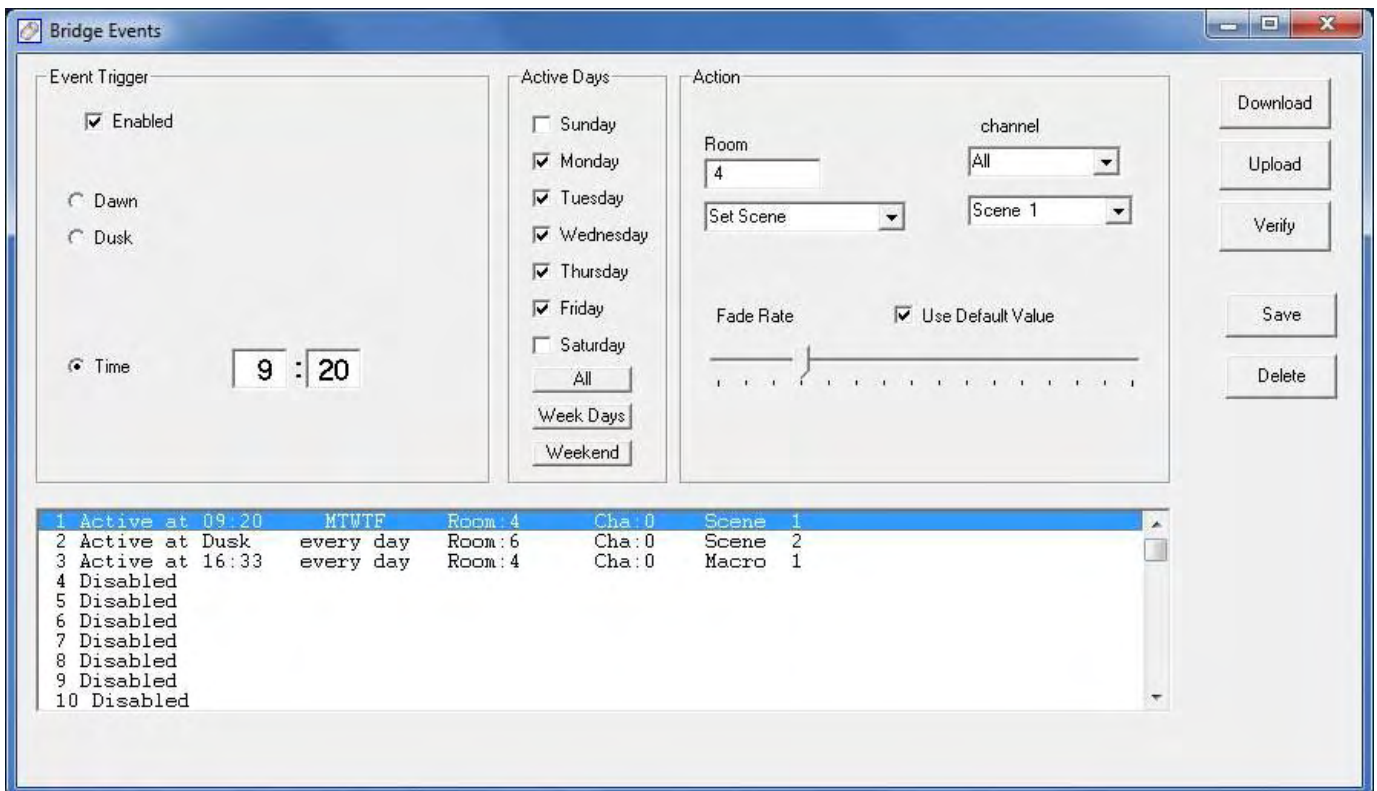 Bridge Events
Event Trigger
Enabled
Dawn
Dusk
Time 9 : 20
Active Days
Sunday
Monday
Tuesday
Wednesday
Thursday
Friday
Saturday
All
Week Days
Weekend
Action
Room
4
channel
All
Set Scene
Scene 1
Fade Rate
Use Default Value
Download
Upload
Verify
Save
Delete
1 Active at 09:20 MTWTF Room:4 Cha:0 Scene 1
2 Active at Dusk every day Room:6 Cha:0 Scene 2
3 Active at 16:33 every day Room:4 Cha:0 Macro 1
4 Disabled
5 Disabled
6 Disabled
7 Disabled
8 Disabled
9 Disabled
10 Disabled